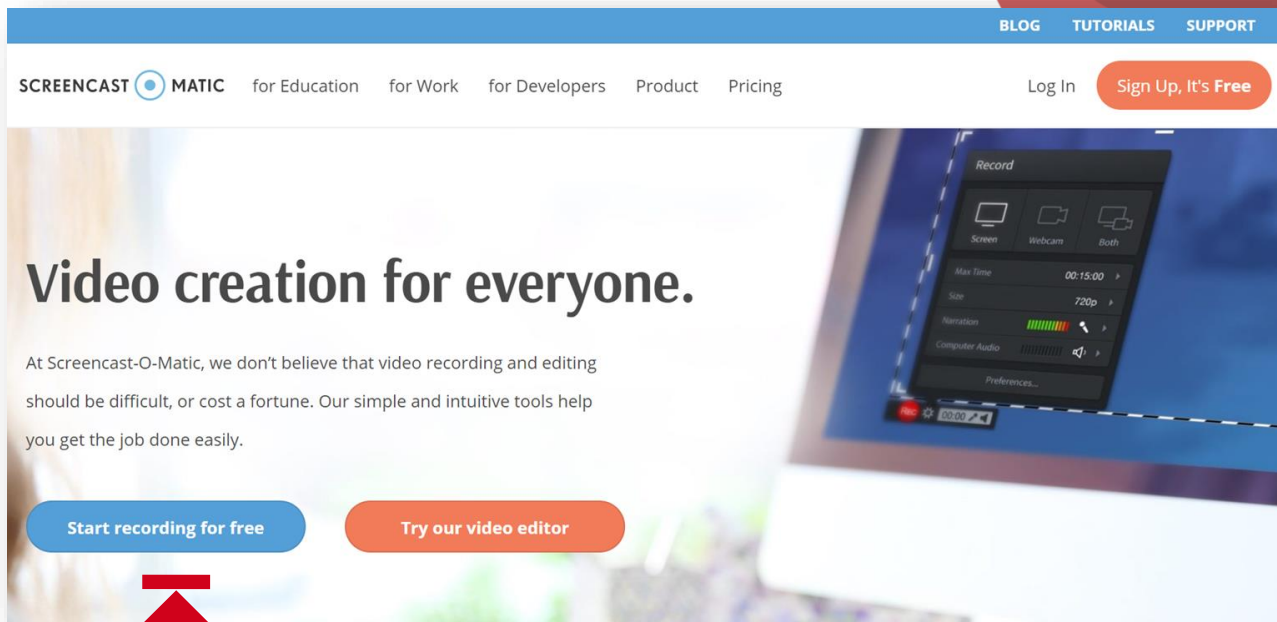 BLOG TUTORIALS SUPPORT
SCREENCAST O MATIC for Education for Work for Developers Product Pricing Log In Sign Up, It's Free
Video creation for everyone.
At Screencast-O-Matic, we don't believe that video recording and editing
should be difficult, or cost a fortune. Our simple and intuitive tools help
you get the job done easily.
Start recording for free Try our video editor
Record
Screen Webcam Both
Max Time 00:15:00
Size 720p
Narration
Computer Audio
Preferences...
Rec 00:00